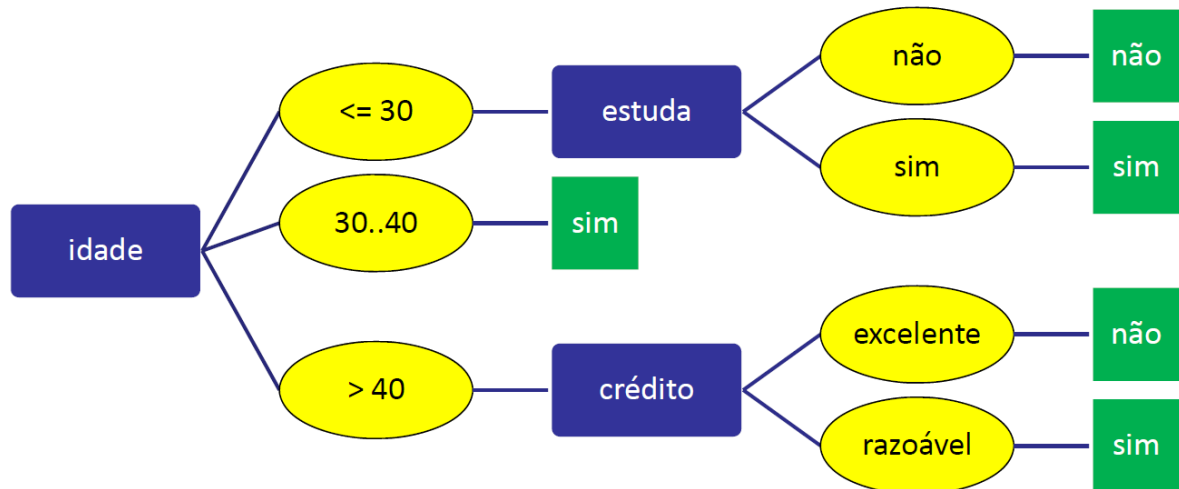 não
não
<= 30
estuda
sim
sim
30..40
sim
idade
excelente
não
> 40
crédito
razoável
sim